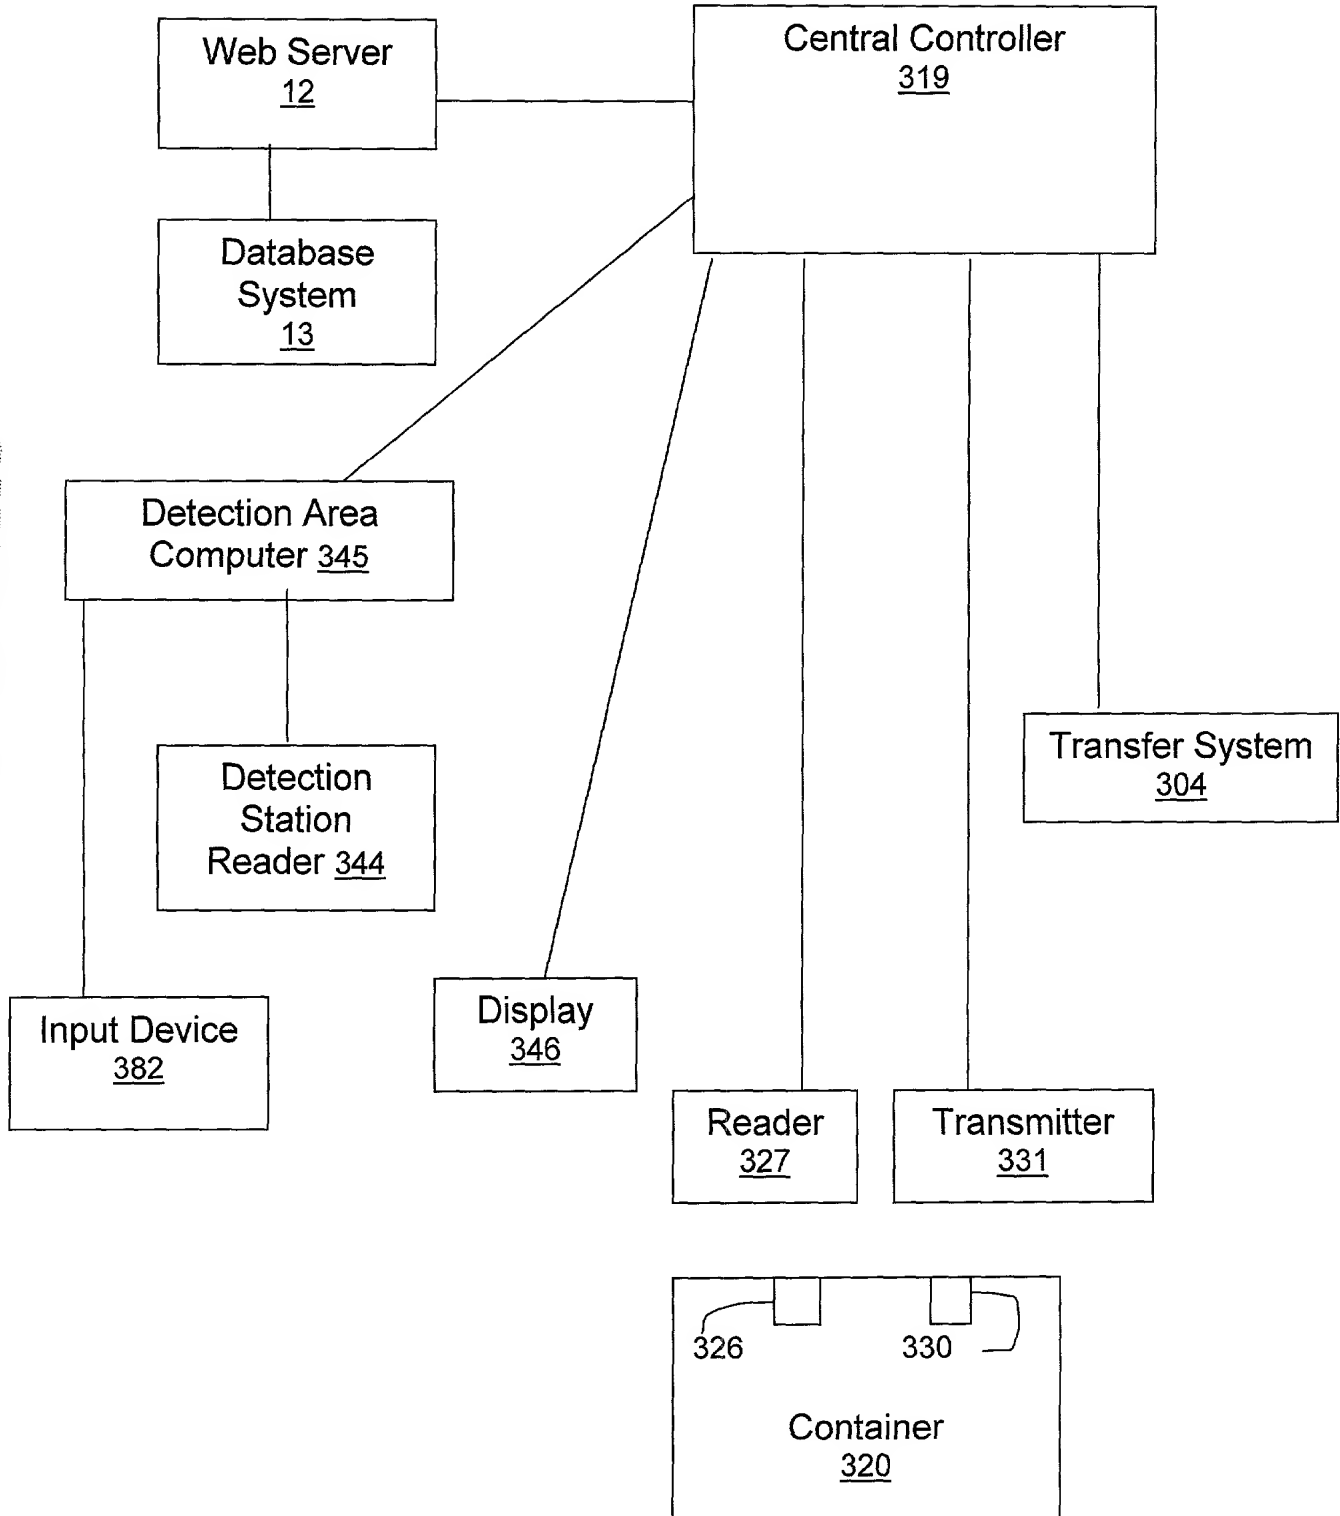 Web Server
12
Central Controller
319
Database
System
13
Detection Area
Computer 345
Detection
Station
Reader 344
Transfer System
304
Input Device
382
Display
346
Reader
327
Transmitter
331
326
330
Container
320